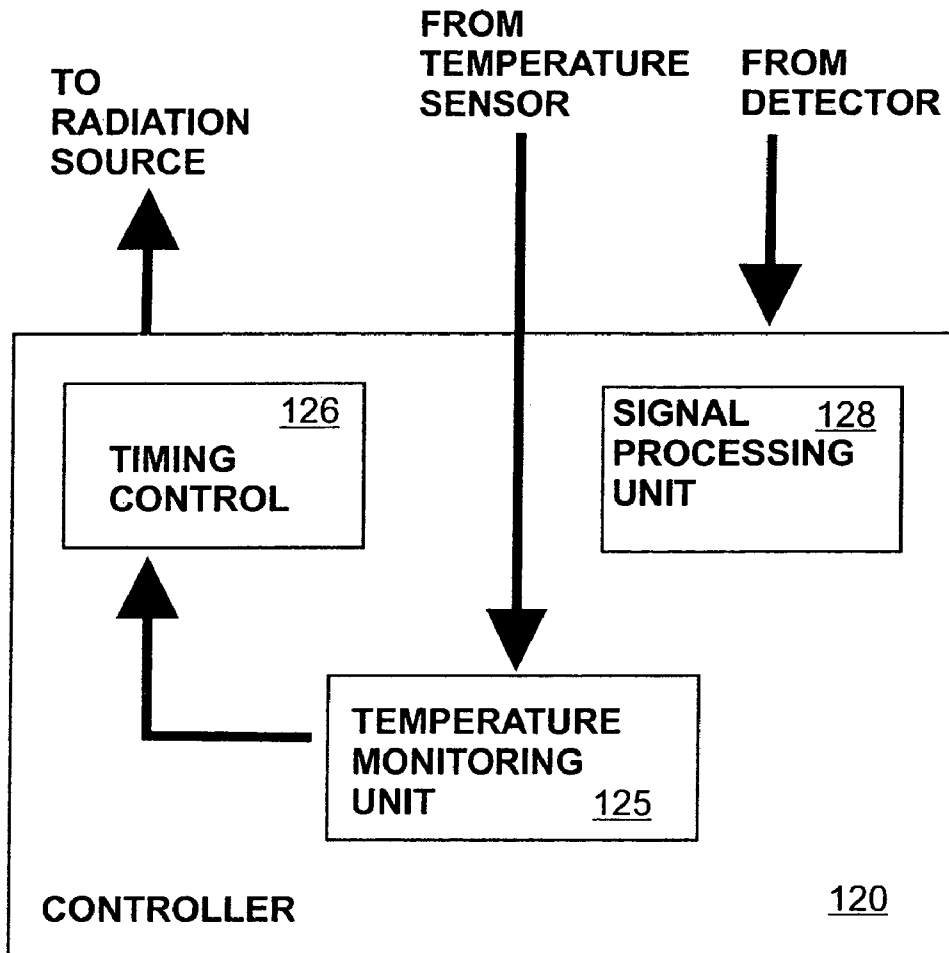 TO
RADIATION
SOURCE
FROM
TEMPERATURE
SENSOR
FROM
DETECTOR
126
TIMING
CONTROL
SIGNAL 128
PROCESSING
UNIT
TEMPERATURE
MONITORING
UNIT 125
CONTROLLER 120